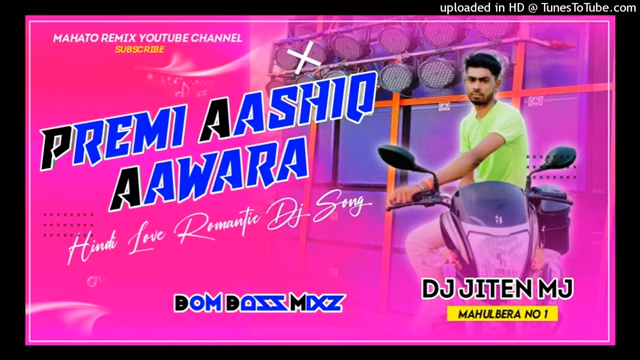 uploaded in HD @ TunesToTube.com
MAHATO REMIX YOUTUBE CHANNEL
SUBSCRIBE
PREMI AASHIQ
AAWARA
Hindi Love Romantic Dj Song
DOM BASS MIXZ
DJ JITEN MJ
MAHULBERA NO 1